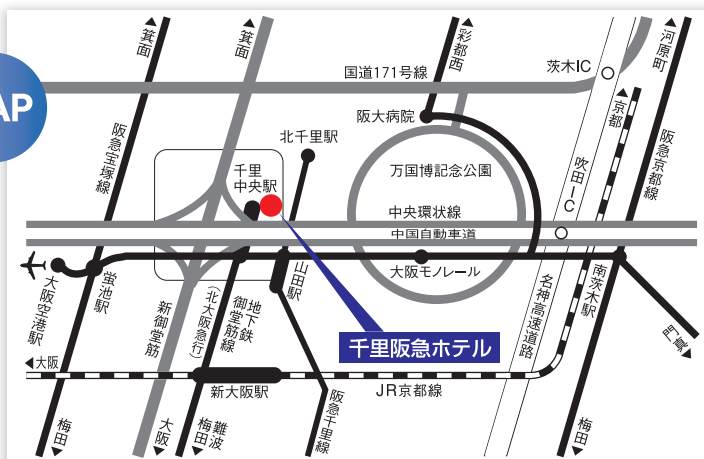 AP
▲箕面
▲箕面
▲彩都西
▲河原町
国道171号線
茨木IC
▲京都
阪大病院
阪急宝塚線
北千里駅
千里
中央駅
万国博記念公園
吹田IC
阪急京都線
中央環状線
中国自動車道
大阪モノレール
大阪空港駅
蛍池駅
新御堂筋
(北大阪急行)
地下鉄
御堂筋線
山田駅
名神高速道路
南茨木駅
門真▶
千里阪急ホテル
◀大阪
新大阪駅
JR京都線
阪急千里線
梅田▼
大阪▼
難波
梅田▼
梅田▼